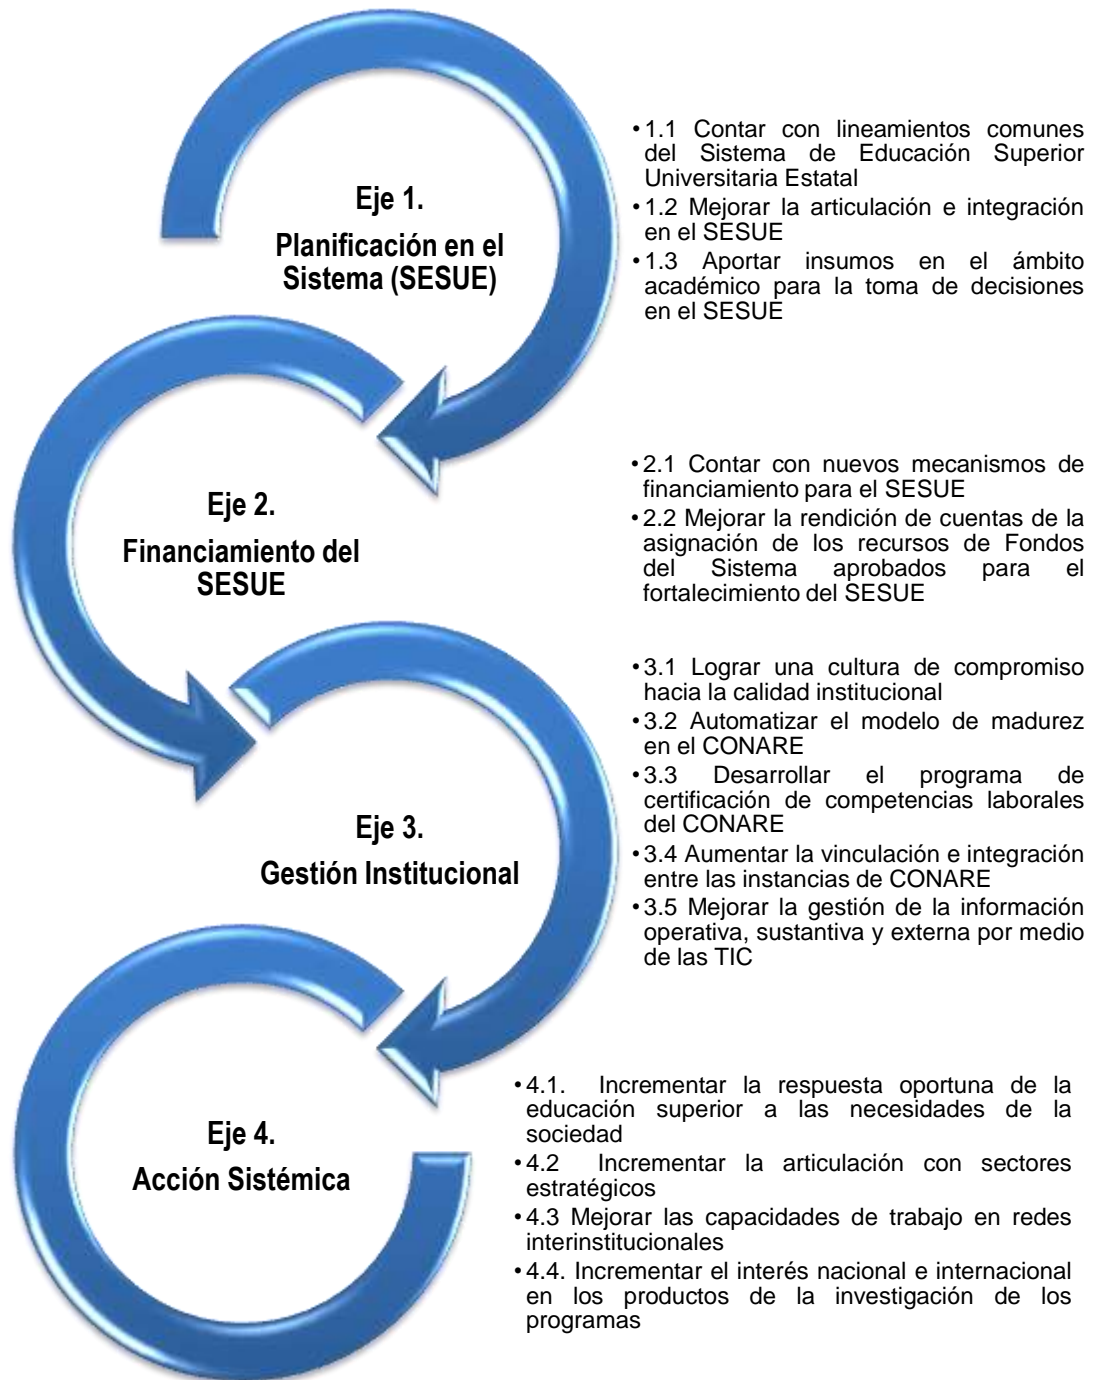 Eje 1.
Planificación en el
Sistema (SESUE)
•1.1 Contar con lineamientos comunes
del Sistema de Educación Superior
Universitaria Estatal
•1.2 Mejorar la articulación e integración
en el SESUE
•1.3 Aportar insumos en el ámbito
académico para la toma de decisiones
en el SESUE
Eje 2.
Financiamiento del
SESUE
•2.1 Contar con nuevos mecanismos de
financiamiento para el SESUE
•2.2 Mejorar la rendición de cuentas de la
asignación de los recursos de Fondos
del Sistema aprobados para el
fortalecimiento del SESUE
Eje 3.
Gestión Institucional
•3.1 Lograr una cultura de compromiso
hacia la calidad institucional
•3.2 Automatizar el modelo de madurez
en el CONARE
•3.3 Desarrollar el programa de
certificación de competencias laborales
del CONARE
•3.4 Aumentar la vinculación e integración
entre las instancias de CONARE
•3.5 Mejorar la gestión de la información
operativa, sustantiva y externa por medio
de las TIC
Eje 4.
Acción Sistémica
•4.1. Incrementar la respuesta oportuna de la
educación superior a las necesidades de la
sociedad
•4.2 Incrementar la articulación con sectores
estratégicos
•4.3 Mejorar las capacidades de trabajo en redes
interinstitucionales
•4.4. Incrementar el interés nacional e internacional
en los productos de la investigación de los
programas